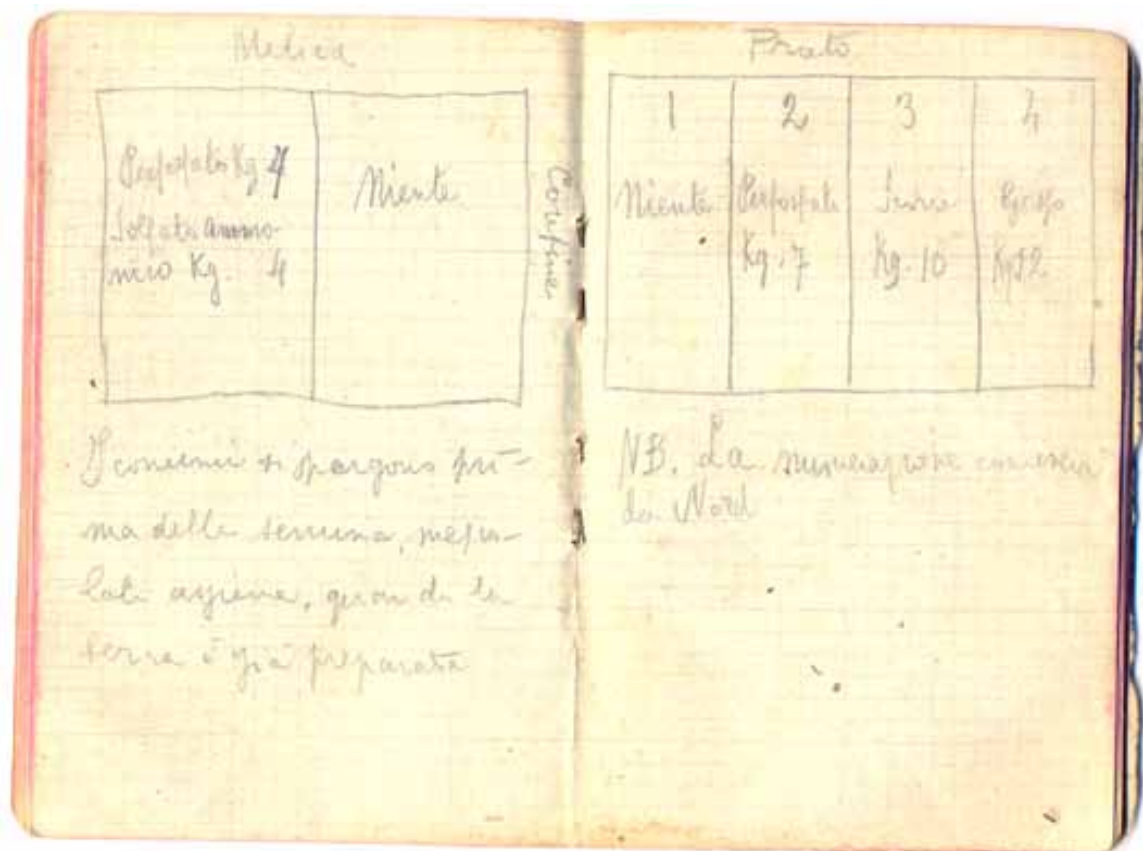 Medica
Perfosfato Kg 7
Solfato ammo-
nico Kg. 4
Niente
Confine
I concimi si spargono pri-
ma della semina, mesco-
lati assieme, quando la
terra è già preparata
Prato
1 2 3 4
Niente Perfosfato Gesso
Kg. 7 Kg. 10 Kg 12
NB. La numerazione comincia
da Nord